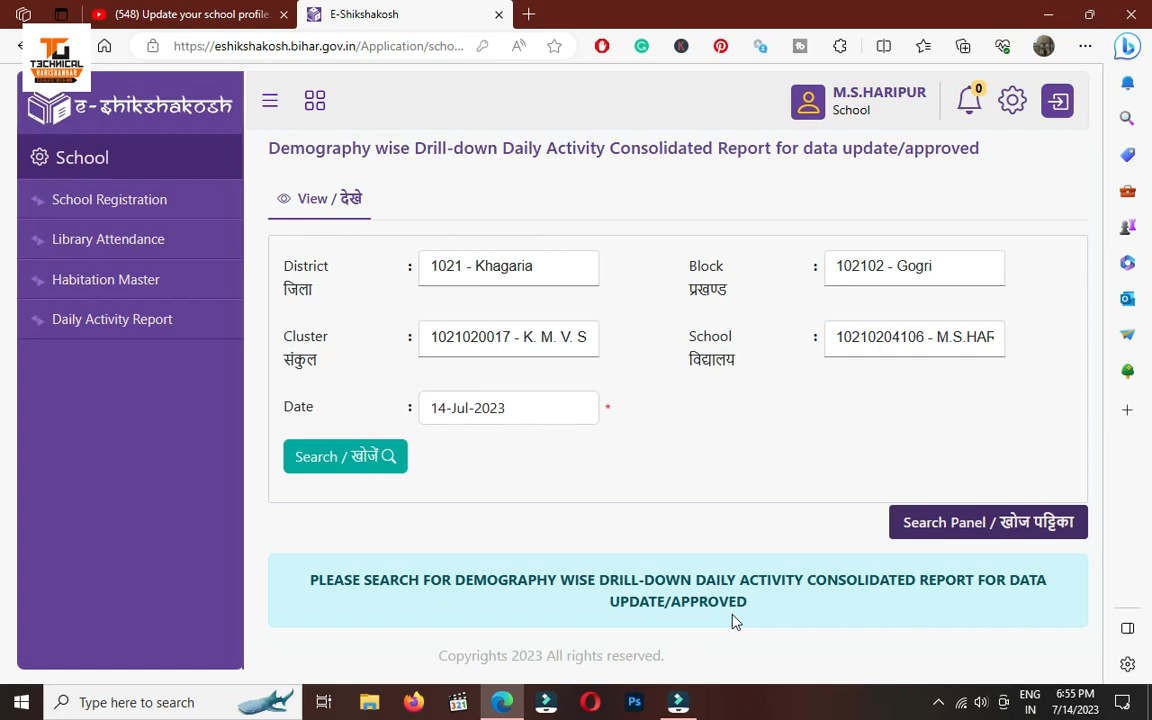 (548) Update your school profile
E-Shikshakosh
https://eshikshakosh.bihar.gov.in/Application/scho...
TECHNICAL
HARISHANKAR
e-shikshakosh
M.S.HARIPUR
School
0
School
School Registration
Library Attendance
Habitation Master
Daily Activity Report
Demography wise Drill-down Daily Activity Consolidated Report for data update/approved
View / देखे
District : 1021 - Khagaria Block : 102102 - Gogri
जिला प्रखण्ड
Cluster : 1021020017 - K. M. V. S School : 10210204106 - M.S.HAR
संकुल विद्यालय
Date : 14-Jul-2023 *
Search / खोजें
Search Panel / खोज पट्टिका
PLEASE SEARCH FOR DEMOGRAPHY WISE DRILL-DOWN DAILY ACTIVITY CONSOLIDATED REPORT FOR DATA
UPDATE/APPROVED
Copyrights 2023 All rights reserved.
Type here to search
321
Ps
ENG
IN
6:55 PM
7/14/2023